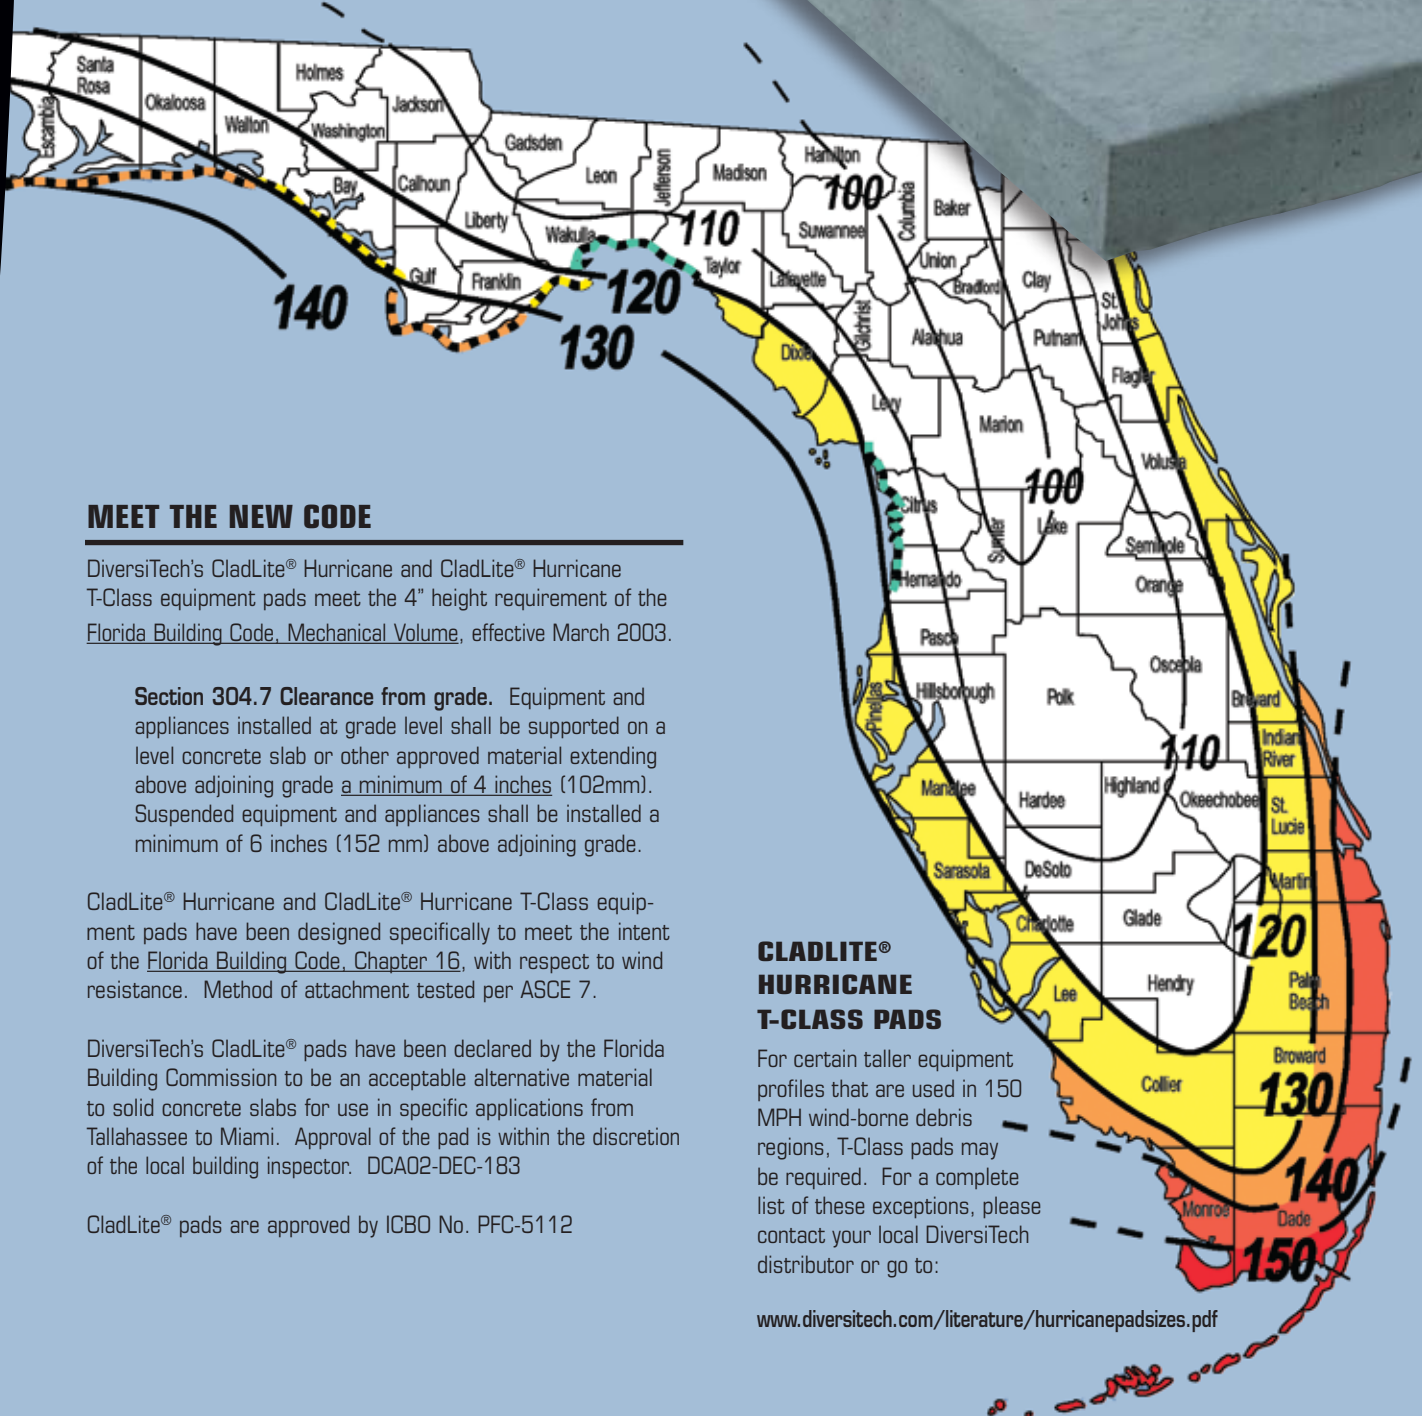 Santa
Rosa
Escambia
Okaloosa
Walton
Holmes
Washington
Jackson
Bay
Calhoun
Gulf
Liberty
Franklin
Gadsden
Leon
Wakulla
Jefferson
Madison
Taylor
Hamilton
Suwannee
Lafayette
Columbia
Baker
Union
Bradford
Clay
St.
Johns
Gilchrist
Alachua
Putnam
Dixie
Flagler
Levy
Marion
Volusia
Citrus
Sumter
Lake
Seminole
Hernando
Orange
Pasco
Pinellas
Hillsborough
Polk
Osceola
Brevard
Indian
River
Manatee
Hardee
Highland
Okeechobee
St.
Lucie
Sarasota
DeSoto
Martin
Charlotte
Glade
Lee
Hendry
Palm
Beach
Collier
Broward
Monroe
Dade
140
130
120
110
100
100
110
120
130
140
150
MEET THE NEW CODE
DiversiTech's CladLite® Hurricane and CladLite® Hurricane
T-Class equipment pads meet the 4” height requirement of the
Florida Building Code, Mechanical Volume, effective March 2003.
Section 304.7 Clearance from grade. Equipment and
appliances installed at grade level shall be supported on a
level concrete slab or other approved material extending
above adjoining grade a minimum of 4 inches (102mm).
Suspended equipment and appliances shall be installed a
minimum of 6 inches (152 mm) above adjoining grade.
CladLite® Hurricane and CladLite® Hurricane T-Class equip-
ment pads have been designed specifically to meet the intent
of the Florida Building Code, Chapter 16, with respect to wind
resistance. Method of attachment tested per ASCE 7.
DiversiTech's CladLite® pads have been declared by the Florida
Building Commission to be an acceptable alternative material
to solid concrete slabs for use in specific applications from
Tallahassee to Miami. Approval of the pad is within the discretion
of the local building inspector. DCA02-DEC-183
CladLite® pads are approved by ICBO No. PFC-5112
CLADLITE®
HURRICANE
T-CLASS PADS
For certain taller equipment
profiles that are used in 150
MPH wind-borne debris
regions, T-Class pads may
be required. For a complete
list of these exceptions, please
contact your local DiversiTech
distributor or go to:
www.diversitech.com/literature/hurricanepadsizes.pdf